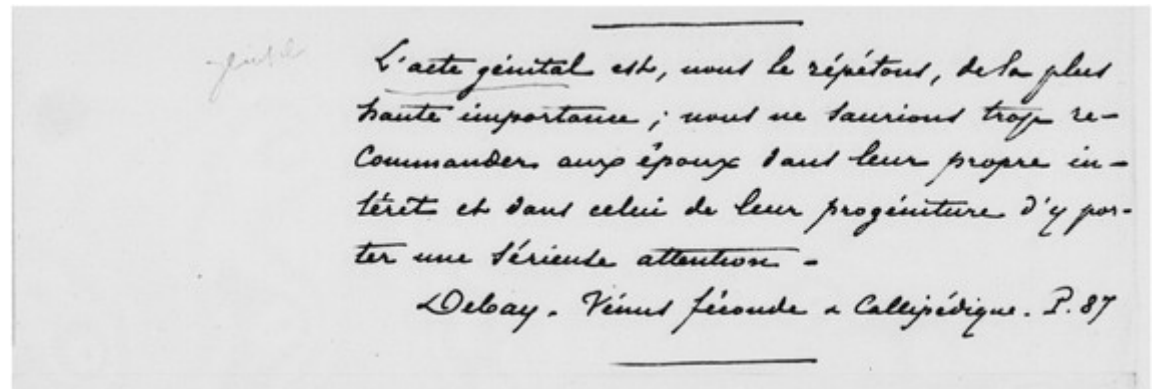 génital
L'acte génital est, nous le répétons, de la plus
haute importance ; nous ne saurions trop re-
commander aux époux dans leur propre in-
térêt et dans celui de leur progéniture d'y por-
ter une sérieuse attention -
Debay. Vénus féconde & Callipédique. P. 87